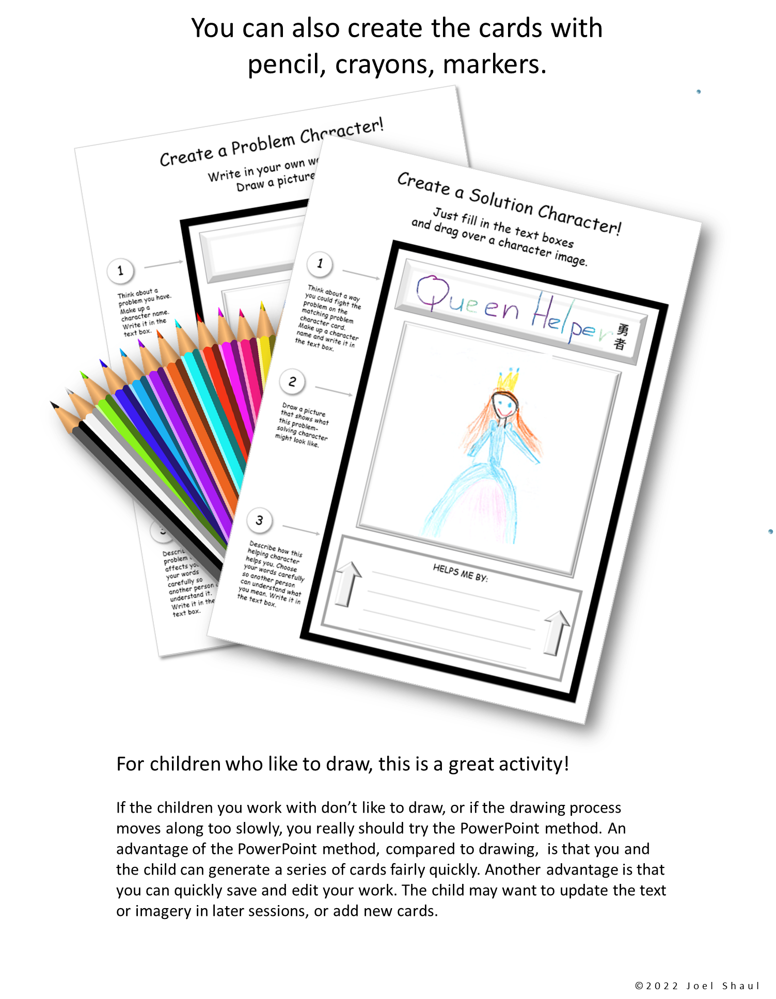 You can also create the cards with
pencil, crayons, markers.
Create a Problem Character!
Write in your own
Draw a picture
1
Think about a
problem you have.
Make up a
character name.
Write it in the
text box.
3
problem
affects
your words
carefully so
another person
understand it.
Write it in the
text box.
Create a Solution Character!
Just fill in the text boxes
and drag over a character image.
1
Think about a way
you could fight the
problem on the
matching problem
character card.
Make up a character
name and write it in
the text box.
Queen Helper
勇者
2
Draw a picture
that shows what
this problem-
solving character
might look like.
3
Describe how this
helping character
helps you. Choose
your words carefully
so another person
can understand what
you mean. Write it in
the text box.
HELPS ME BY:
For children who like to draw, this is a great activity!
If the children you work with don’t like to draw, or if the drawing process
moves along too slowly, you really should try the PowerPoint method. An
advantage of the PowerPoint method, compared to drawing,  is that you and
the child can generate a series of cards fairly quickly. Another advantage is that
you can quickly save and edit your work. The child may want to update the text
or imagery in later sessions, or add new cards.
©2022 Joel Shaul